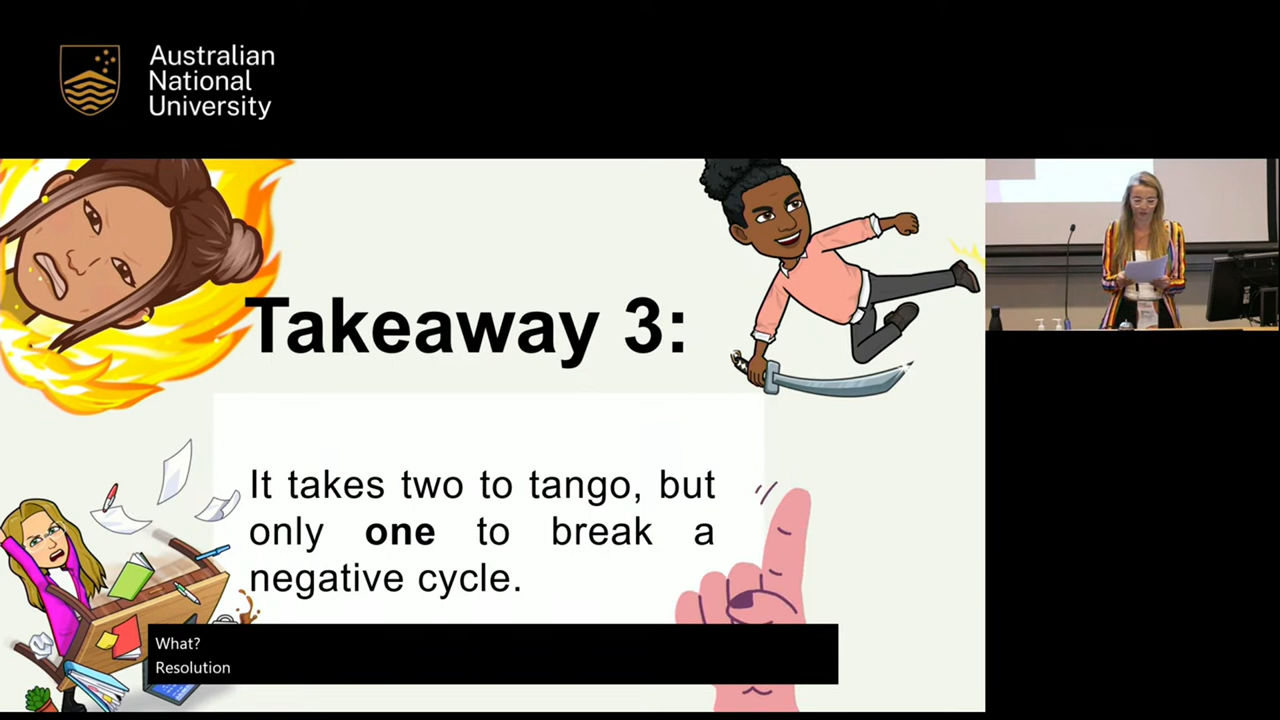 Australian
National
University
Takeaway 3:
It takes two to tango, but
only one to break a
negative cycle.
What?
Resolution